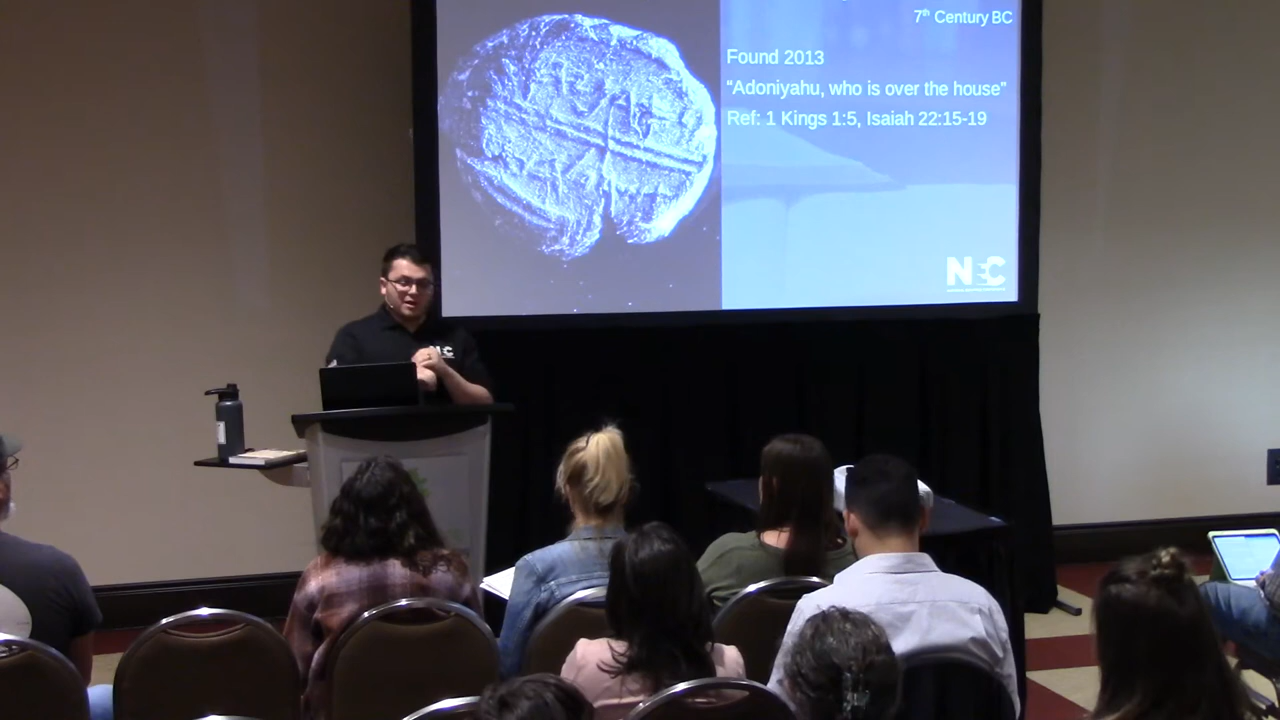 7th Century BC
Found 2013
“Adoniyahu, who is over the house”
Ref: 1 Kings 1:5, Isaiah 22:15-19
NEC